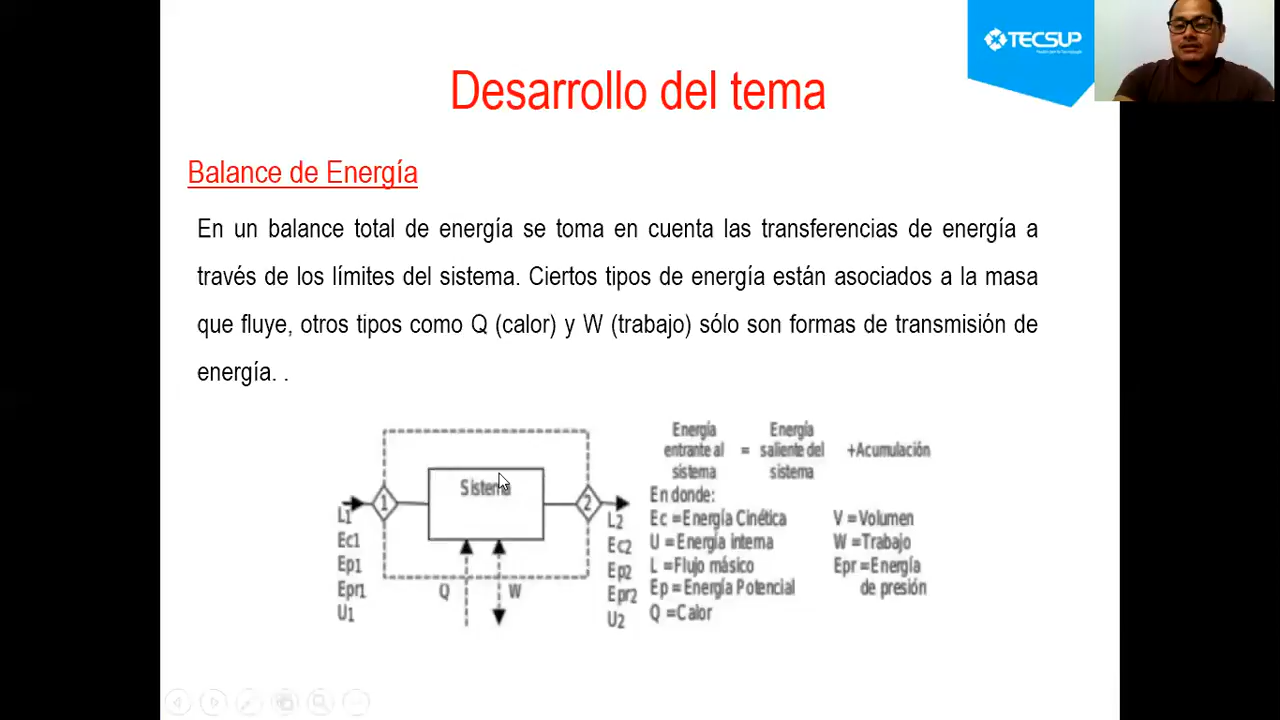 TECSUP
Desarrollo del tema
Balance de Energía
En un balance total de energía se toma en cuenta las transferencias de energía a
través de los límites del sistema. Ciertos tipos de energía están asociados a la masa
que fluye, otros tipos como Q (calor) y W (trabajo) sólo son formas de transmisión de
energía. .
Sistema
1
2
L1
Ec1
Ep1
Epr1
U1
Q
W
L2
Ec2
Ep2
Epr2
U2
Energía entrante al sistema = Energía saliente del sistema +Acumulación
En donde:
Ec =Energía Cinética
U =Energía interna
L =Flujo másico
Ep =Energía Potencial
Q =Calor
V =Volumen
W =Trabajo
Epr =Energía
de presión